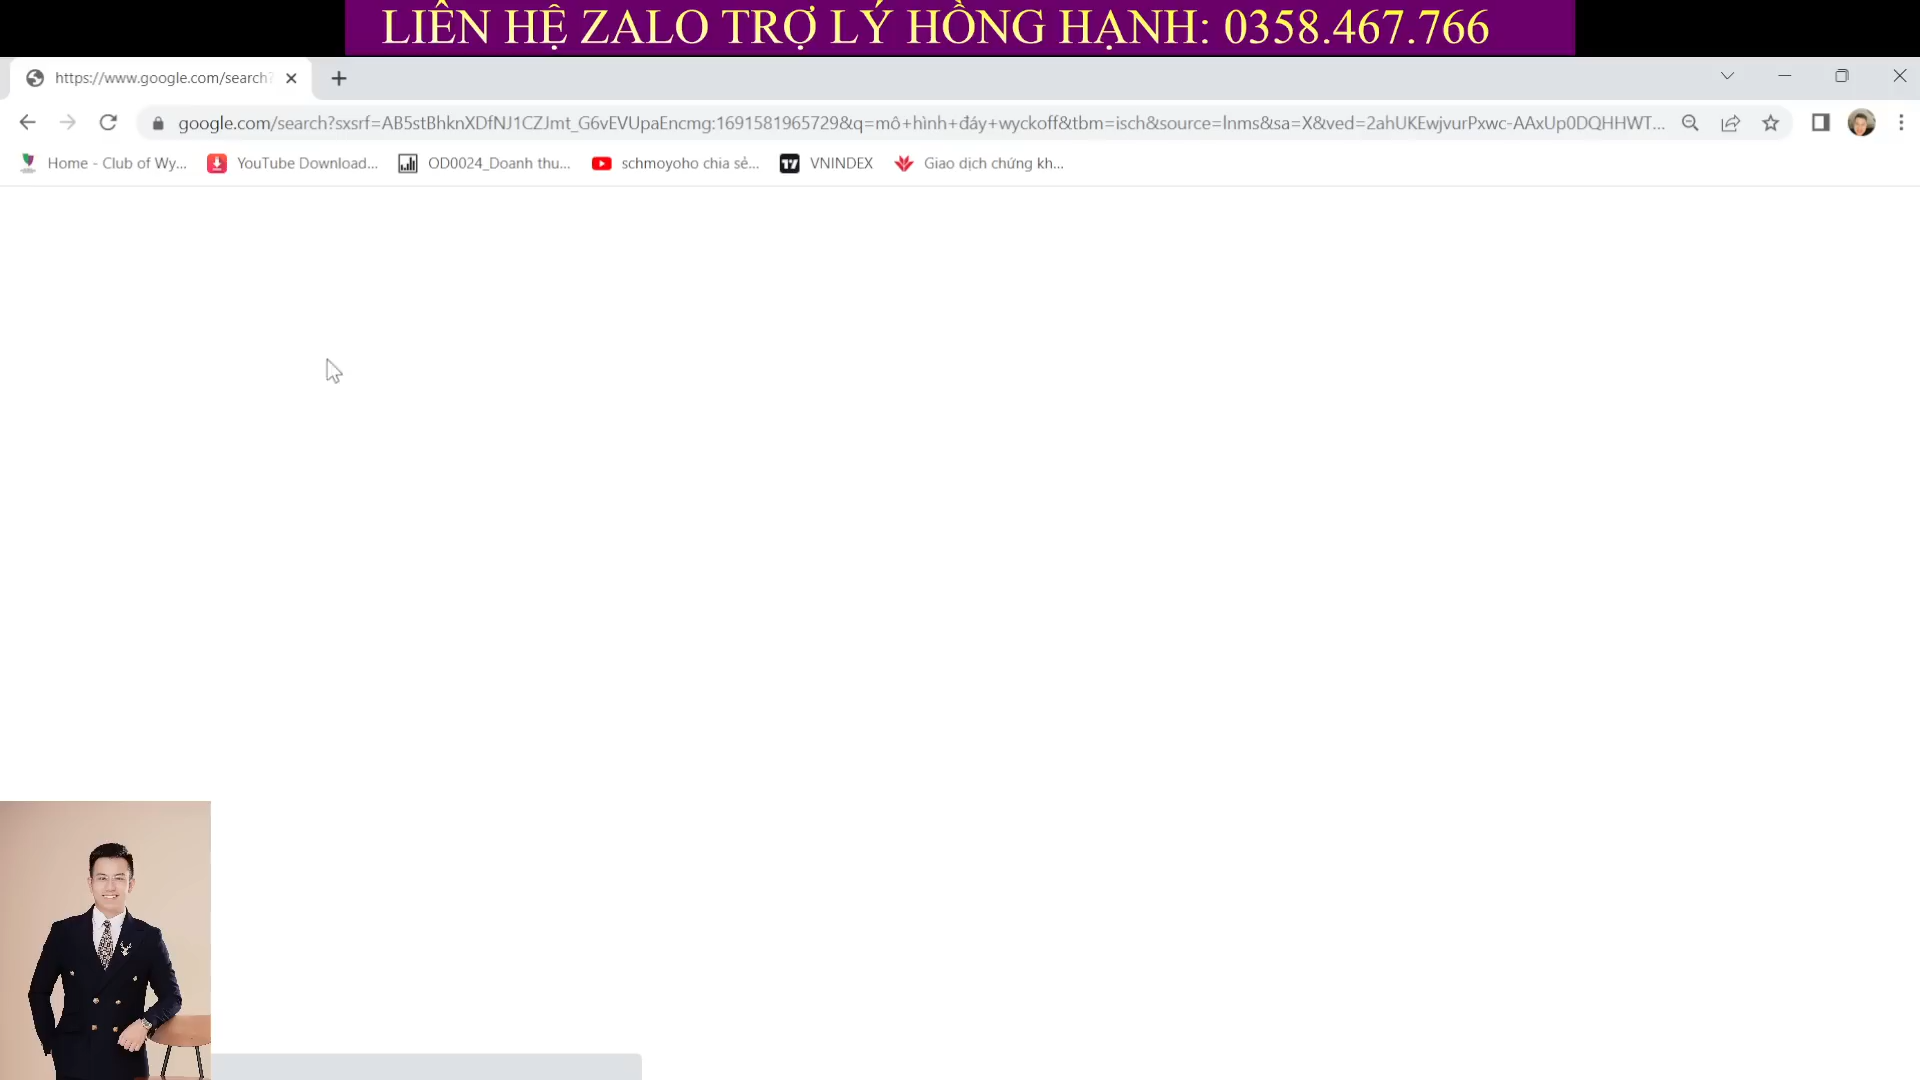 LIÊN HỆ ZALO TRỢ LÝ HỒNG HẠNH: 0358.467.766
https://www.google.com/search?
google.com/search?sxsrf=AB5stBhknXDfNJ1CZJmt_G6vEVUpaEncmg:1691581965729&q=mô+hình+đáy+wyckoff&tbm=isch&source=lnms&sa=X&ved=2ahUKEwjvurPxwc-AAxUp0DQHHWT...
Home - Club of Wy... YouTube Download... OD0024_Doanh thu... schmoyoho chia sẻ... VNINDEX Giao dịch chứng kh...